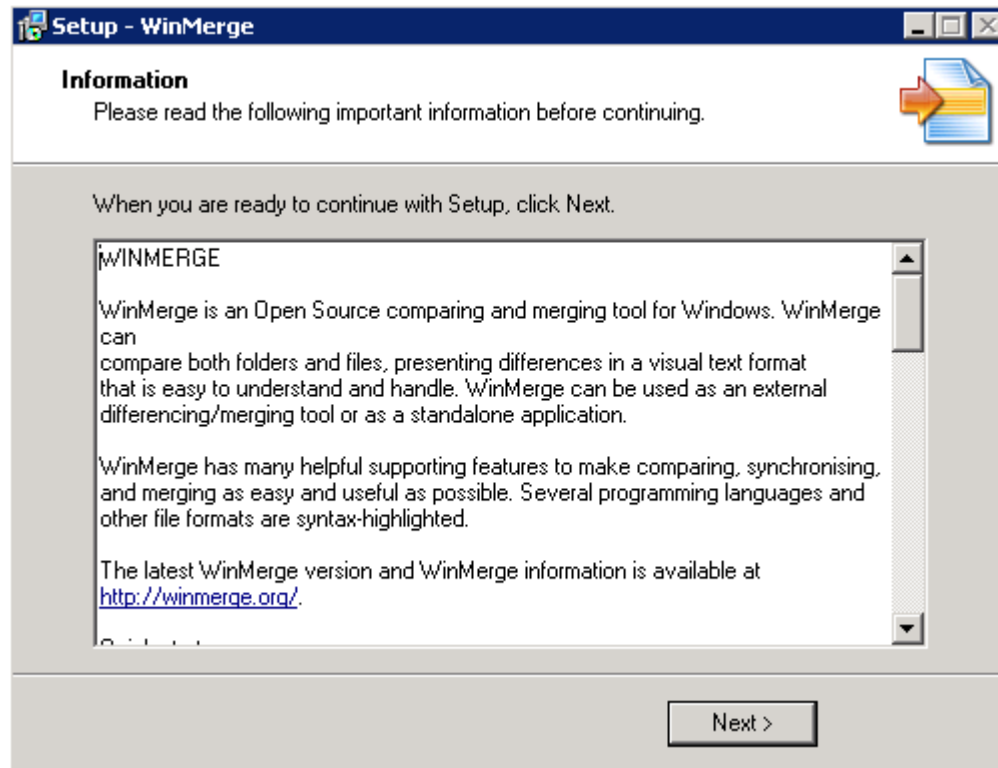 Setup - WinMerge
Information
Please read the following important information before continuing.
When you are ready to continue with Setup, click Next.
WINMERGE
WinMerge is an Open Source comparing and merging tool for Windows. WinMerge
can
compare both folders and files, presenting differences in a visual text format
that is easy to understand and handle. WinMerge can be used as an external
differencing/merging tool or as a standalone application.
WinMerge has many helpful supporting features to make comparing, synchronising,
and merging as easy and useful as possible. Several programming languages and
other file formats are syntax-highlighted.
The latest WinMerge version and WinMerge information is available at
http://winmerge.org/.
Next >